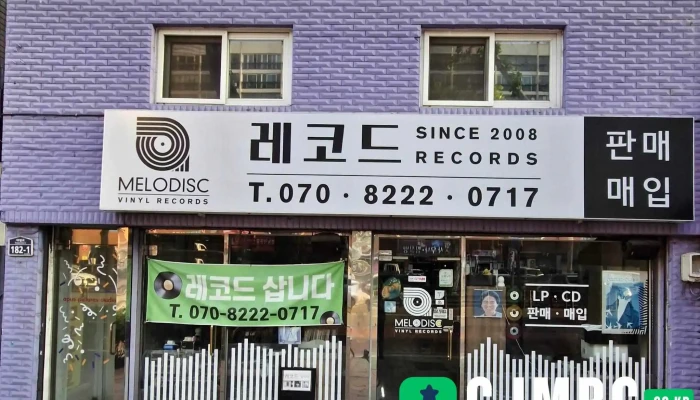 레코드
SINCE 2008
RECORDS
판매
매입
MELODISC
VINYL RECORDS
T. 070 · 8222 · 0717
182-1
레코드 삽니다
T. 070-8222-0717
MELODISC
VINYL RECORDS
LP · CD
판매 · 매입